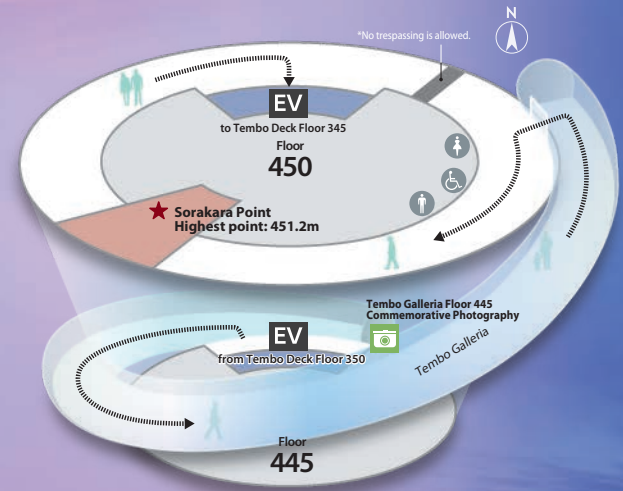 N
*No trespassing is allowed.
EV
to Tembo Deck Floor 345
Floor
450
Sorakara Point
Highest point: 451.2m
Tembo Galleria Floor 445
Commemorative Photography
EV
from Tembo Deck Floor 350
Tembo Galleria
Floor
445